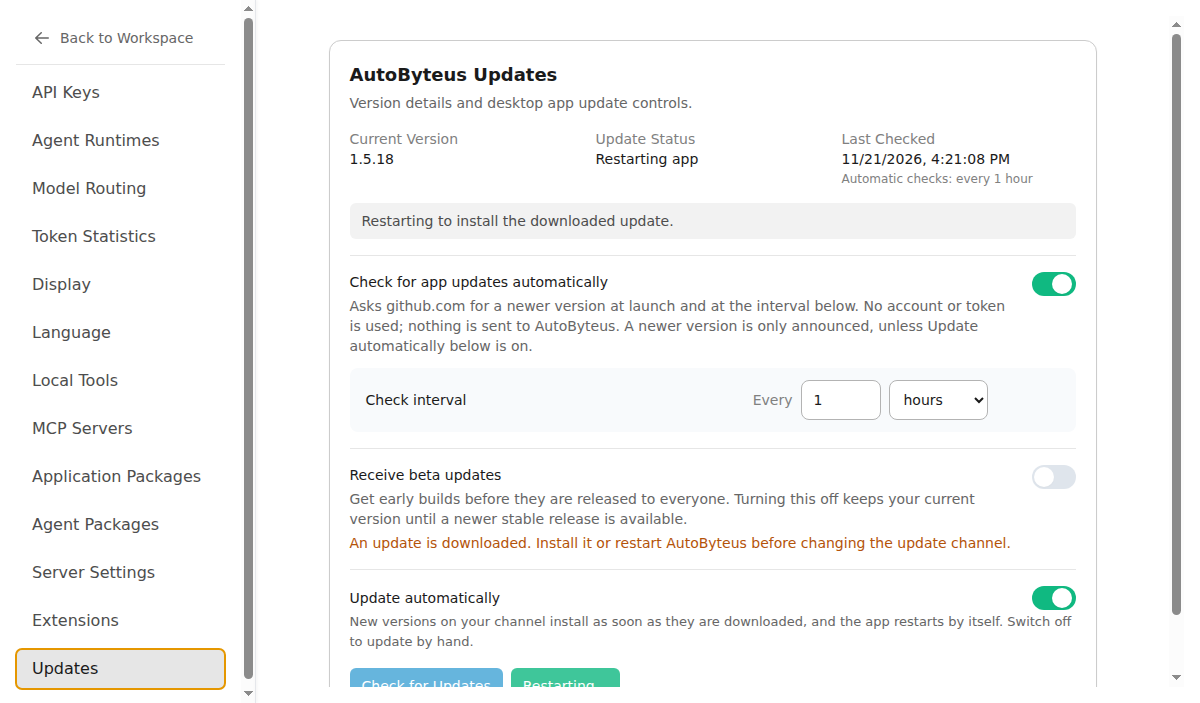 Back to Workspace
API Keys
Agent Runtimes
Model Routing
Token Statistics
Display
Language
Local Tools
MCP Servers
Application Packages
Agent Packages
Server Settings
Extensions
Updates
AutoByteus Updates
Version details and desktop app update controls.
Current Version
1.5.18
Update Status
Restarting app
Last Checked
11/21/2026, 4:21:08 PM
Automatic checks: every 1 hour
Restarting to install the downloaded update.
Check for app updates automatically
Asks github.com for a newer version at launch and at the interval below. No account or token
is used; nothing is sent to AutoByteus. A newer version is only announced, unless Update
automatically below is on.
Check interval
Every
1
hours
Receive beta updates
Get early builds before they are released to everyone. Turning this off keeps your current
version until a newer stable release is available.
An update is downloaded. Install it or restart AutoByteus before changing the update channel.
Update automatically
New versions on your channel install as soon as they are downloaded, and the app restarts by itself. Switch off
to update by hand.
Check for Updates
Restarting...